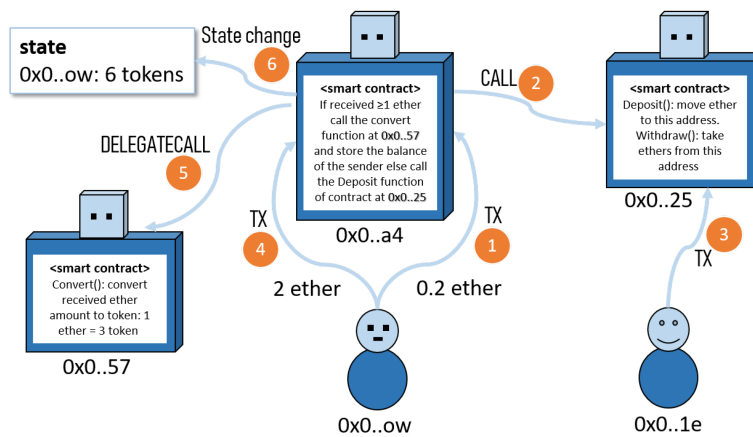 state
0x0..ow: 6 tokens
State change
6
<smart contract>
If received ≥1 ether
call the convert
function at 0x0..57
and store the balance
of the sender else call
the Deposit function
of contract at 0x0..25
0x0..a4
CALL
2
<smart contract>
Deposit(): move ether
to this address.
Withdraw(): take
ethers from this
address
0x0..25
DELEGATECALL
5
<smart contract>
Convert(): convert
received ether
amount to token: 1
ether = 3 token
0x0..57
TX
4
2 ether
TX
1
0.2 ether
3
TX
0x0..ow
0x0..1e